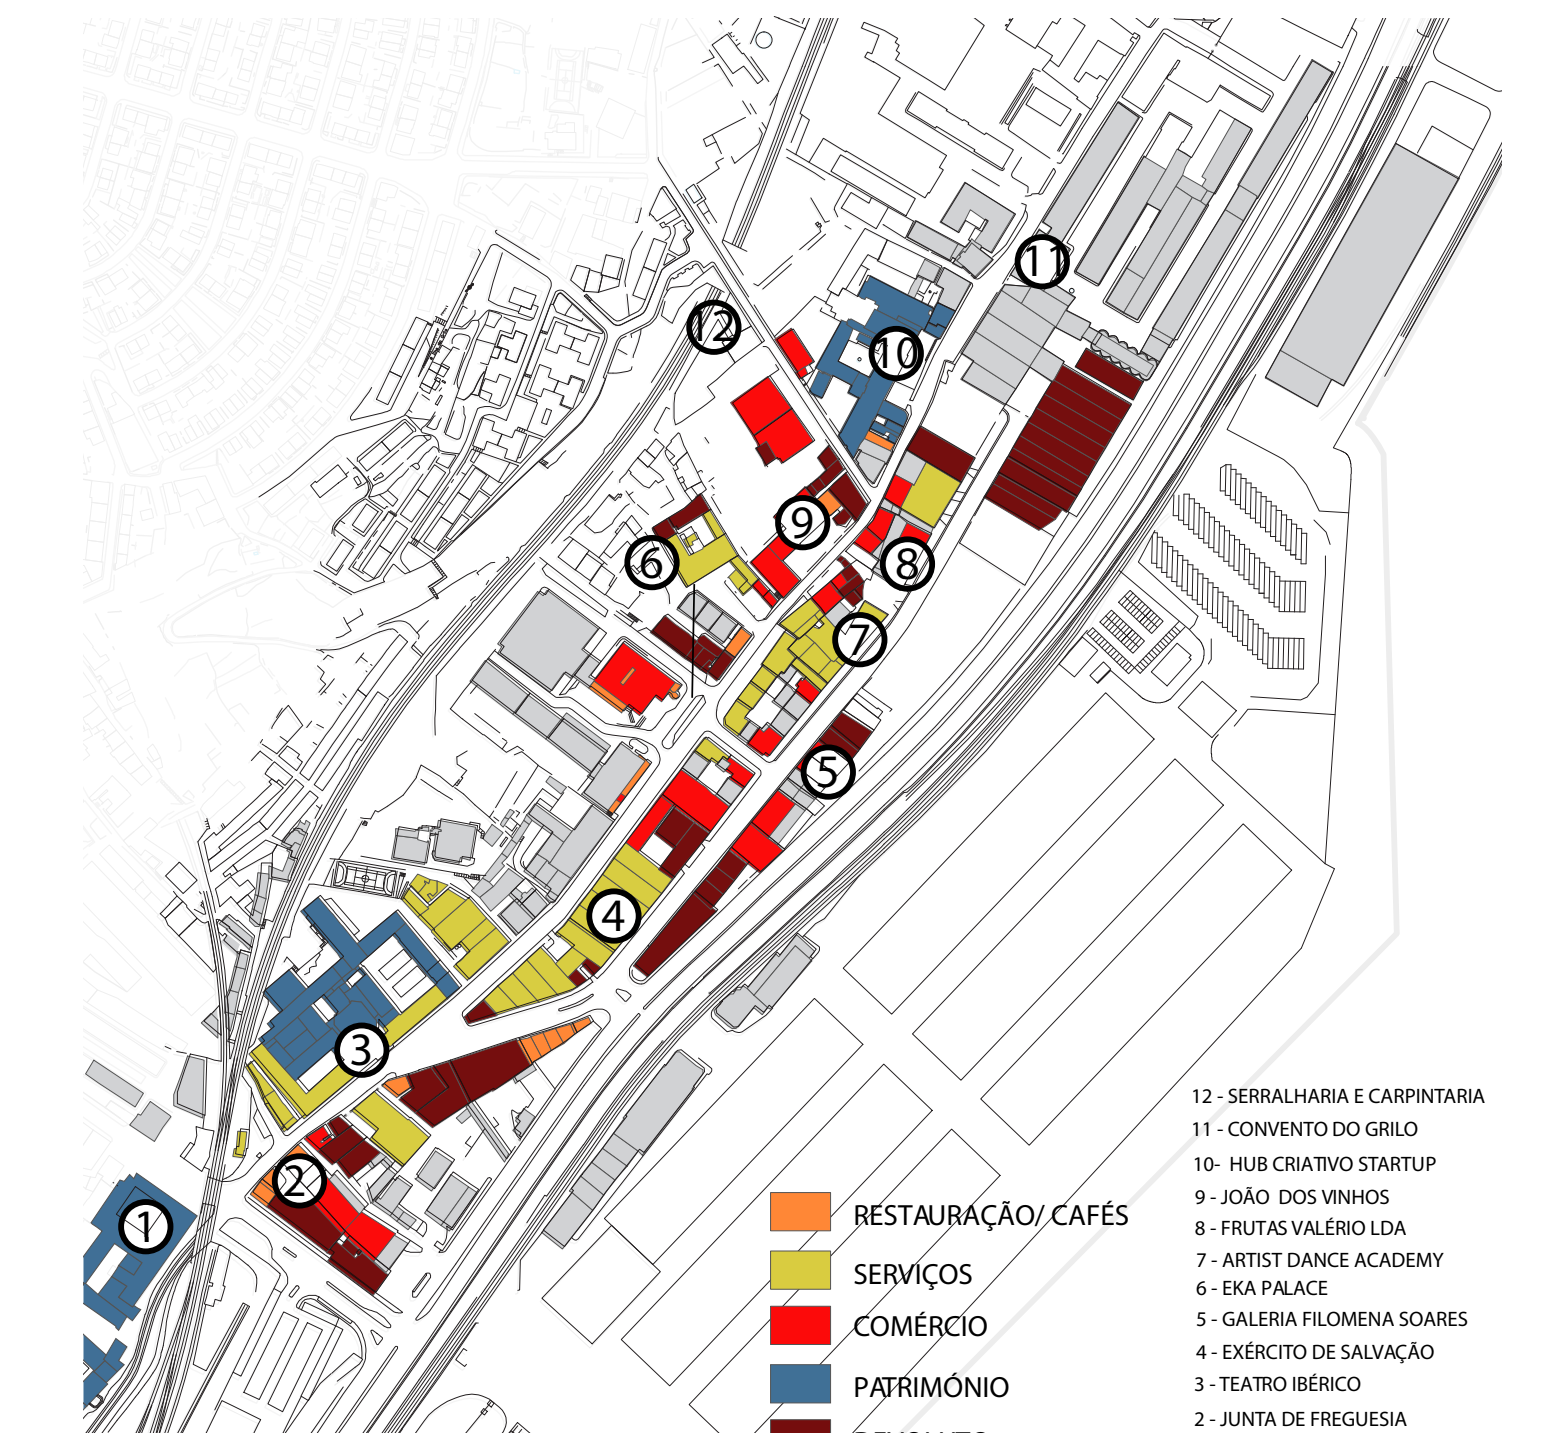 11
12
10
9
8
6
7
5
4
3
2
1
12 - SERRALHARIA E CARPINTARIA
11 - CONVENTO DO GRILO
10- HUB CRIATIVO STARTUP
9 - JOÃO DOS VINHOS
8 - FRUTAS VALÉRIO LDA
7 - ARTIST DANCE ACADEMY
6 - EKA PALACE
5 - GALERIA FILOMENA SOARES
4 - EXÉRCITO DE SALVAÇÃO
3 - TEATRO IBÉRICO
2 - JUNTA DE FREGUESIA
RESTAURAÇÃO/ CAFÉS
SERVIÇOS
COMÉRCIO
PATRIMÓNIO